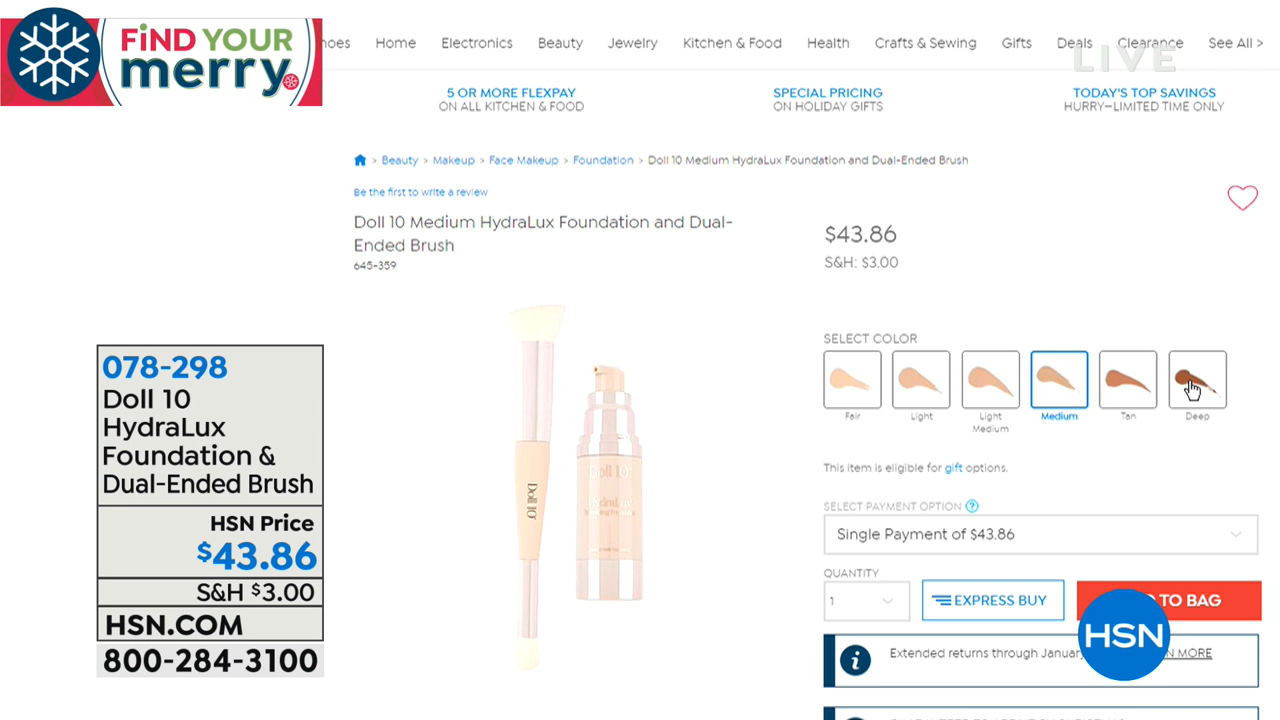 FIND YOUR
merry.
Home Electronics Beauty Jewelry Kitchen & Food Health Crafts & Sewing Gifts Deals Clearance See All >
LIVE
5 OR MORE FLEXPAY
ON ALL KITCHEN & FOOD
SPECIAL PRICING
ON HOLIDAY GIFTS
TODAY'S TOP SAVINGS
HURRY—LIMITED TIME ONLY
> Beauty > Makeup > Face Makeup > Foundation > Doll 10 Medium HydraLux Foundation and Dual-Ended Brush
Be the first to write a review
Doll 10 Medium HydraLux Foundation and Dual-
Ended Brush
645-359
$43.86
S&H: $3.00
SELECT COLOR
Fair
Light
Light
Medium
Medium
Tan
Deep
This item is eligible for gift options.
SELECT PAYMENT OPTION ?
Single Payment of $43.86
QUANTITY
1
EXPRESS BUY
TO BAG
Extended returns through
MORE
HSN
Doll 10
Doll 10
078-298
Doll 10
HydraLux
Foundation &
Dual-Ended Brush
HSN Price
$43.86
S&H $3.00
HSN.COM
800-284-3100